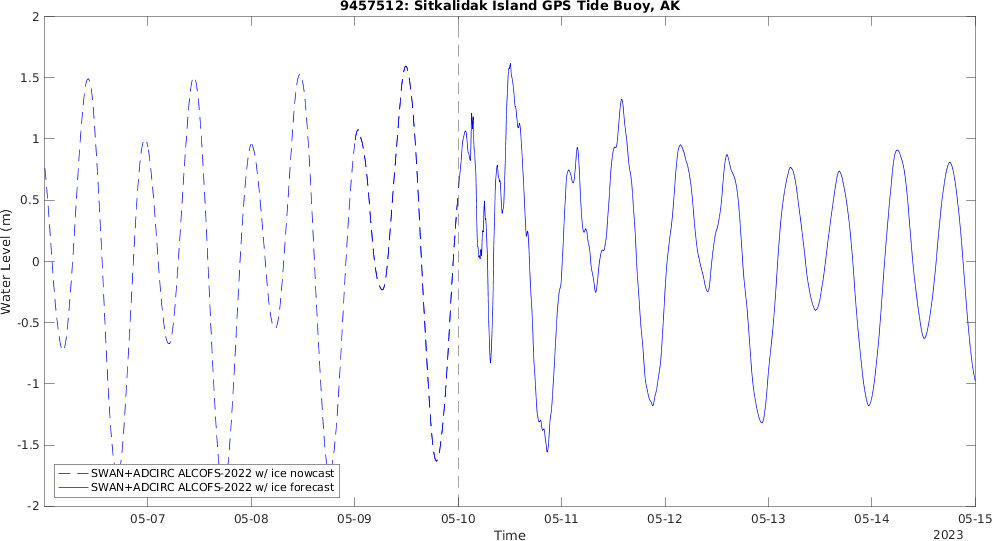 9457512: Sitkalidak Island GPS Tide Buoy, AK
2
1.5
1
0.5
0
-0.5
-1
-1.5
-2
Water Level (m)
SWAN+ADCIRC ALCOFS-2022 w/ ice nowcast
SWAN+ADCIRC ALCOFS-2022 w/ ice forecast
05-07 05-08 05-09 05-10 05-11 05-12 05-13 05-14 05-15
Time
2023